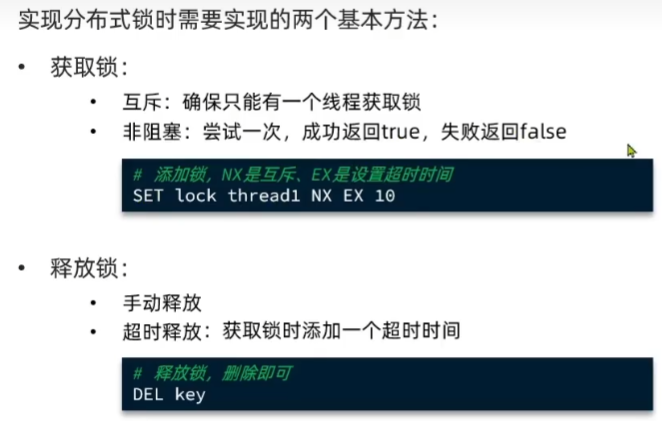 实现分布式锁时需要实现的两个基本方法：
• 获取锁：
• 互斥：确保只能有一个线程获取锁
• 非阻塞：尝试一次，成功返回true，失败返回false
# 添加锁，NX是互斥、EX是设置超时时间
SET lock thread1 NX EX 10
• 释放锁：
• 手动释放
• 超时释放：获取锁时添加一个超时时间
# 释放锁，删除即可
DEL key